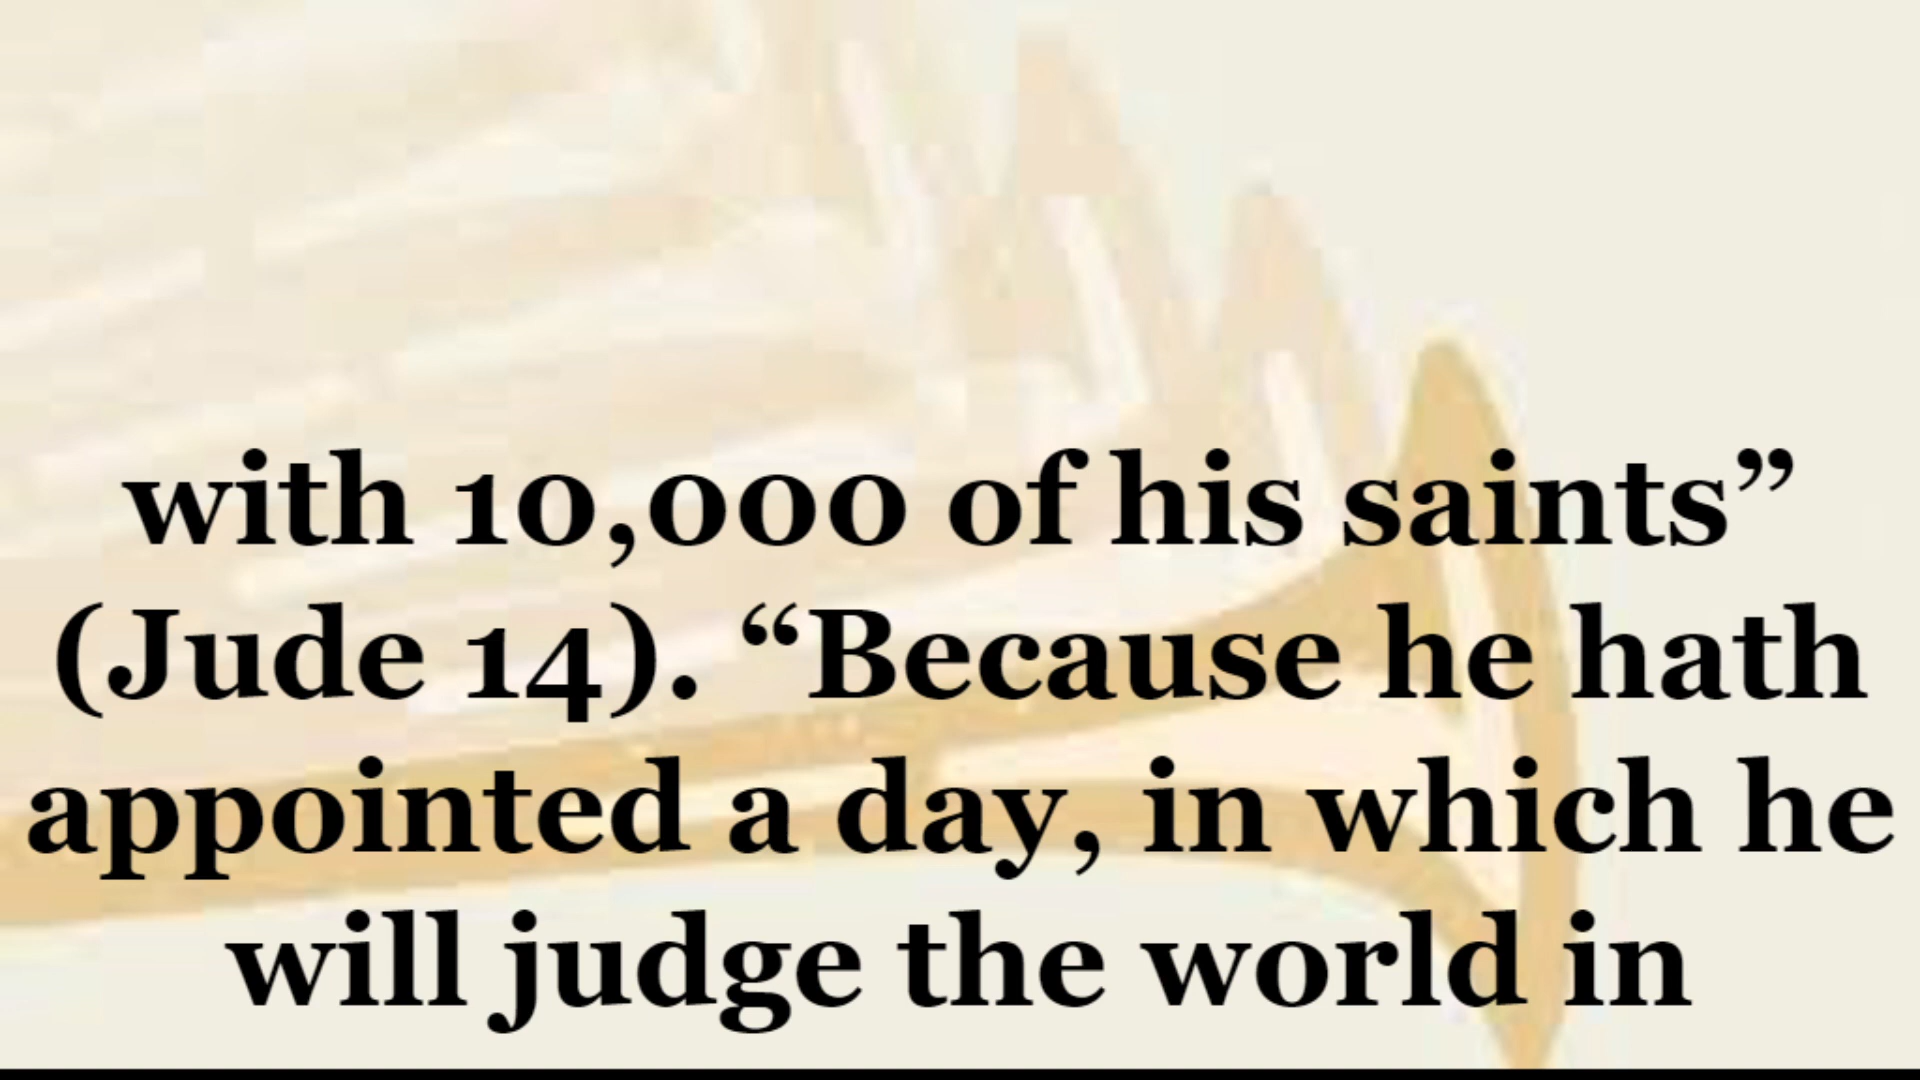 with 10,000 of his saints”
(Jude 14). “Because he hath
appointed a day, in which he
will judge the world in